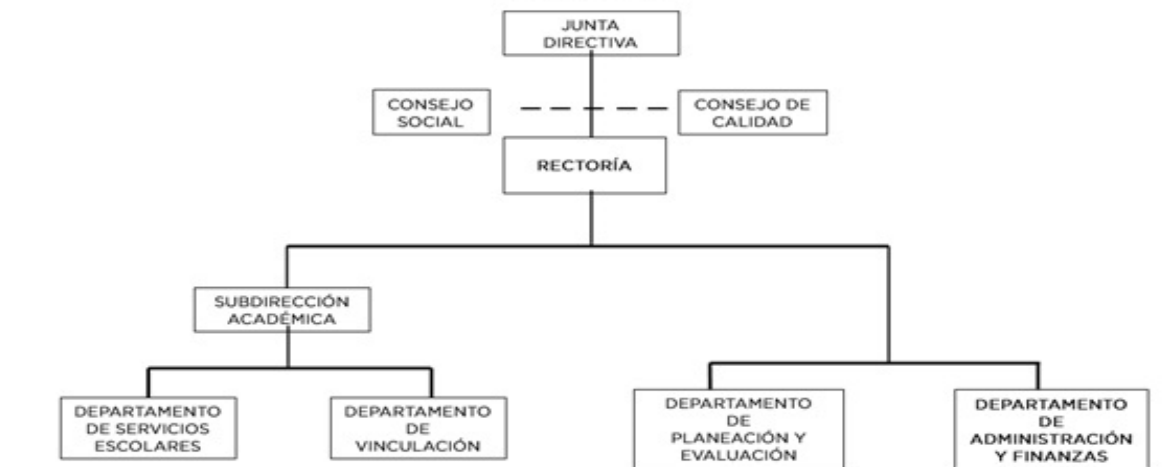 JUNTA
DIRECTIVA
CONSEJO
SOCIAL
CONSEJO DE
CALIDAD
RECTORÍA
SUBDIRECCIÓN
ACADÉMICA
DEPARTAMENTO
DE SERVICIOS
ESCOLARES
DEPARTAMENTO
DE
VINCULACIÓN
DEPARTAMENTO
DE
PLANEACIÓN Y
EVALUACIÓN
DEPARTAMENTO
DE
ADMINISTRACIÓN
Y FINANZAS